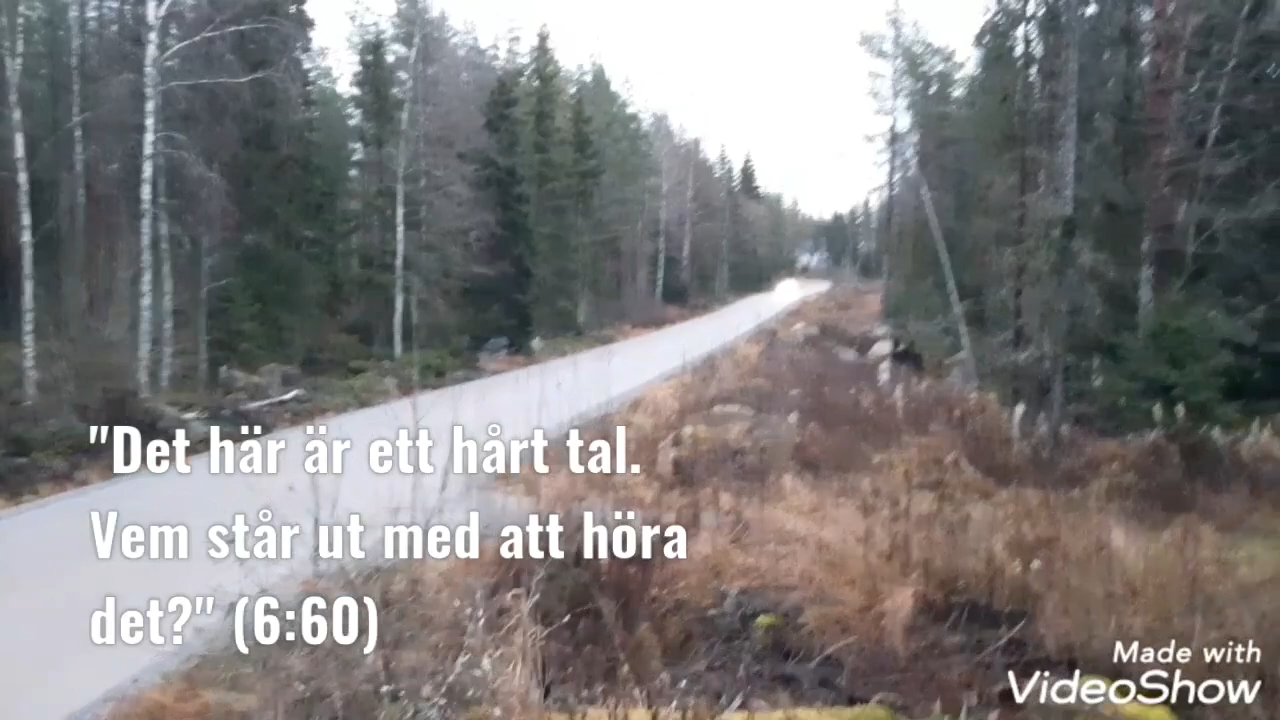 "Det här är ett hårt tal.
Vem står ut med att höra
det?" (6:60)
Made with
VideoShow